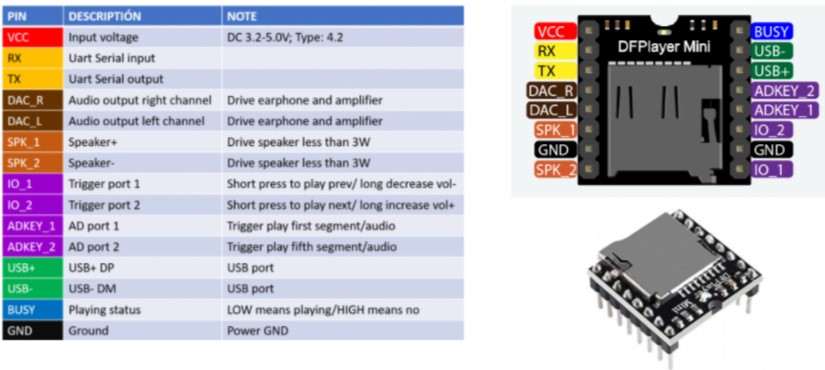 PIN DESCRIPTIÓN NOTE
VCC Input voltage DC 3.2-5.0V; Type: 4.2
RX Uart Serial input
TX Uart Serial output
DAC_R Audio output right channel Drive earphone and amplifier
DAC_L Audio output left channel Drive earphone and amplifier
SPK_1 Speaker+ Drive speaker less than 3W
SPK_2 Speaker- Drive speaker less than 3W
IO_1 Trigger port 1 Short press to play prev/ long decrease vol-
IO_2 Trigger port 2 Short press to play next/ long increase vol+
ADKEY_1 AD port 1 Trigger play first segment/audio
ADKEY_2 AD port 2 Trigger play fifth segment/audio
USB+ USB+ DP USB port
USB- USB- DM USB port
BUSY Playing status LOW means playing/HIGH means no
GND Ground Power GND
DFPlayer Mini
VCC BUSY
RX USB-
TX USB+
DAC_R ADKEY_2
DAC_L ADKEY_1
SPK_1 IO_2
GND GND
SPK_2 IO_1